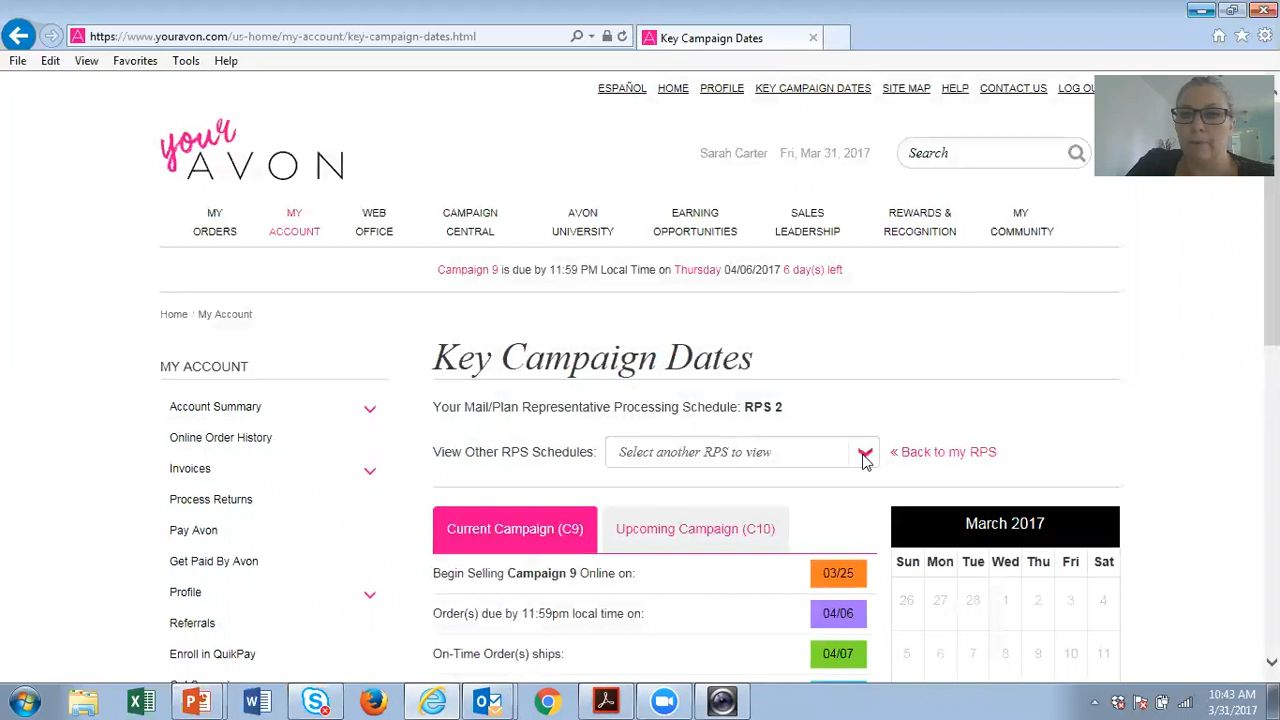 https://www.youravon.com/us-home/my-account/key-campaign-dates.html
Key Campaign Dates
File Edit View Favorites Tools Help
ESPAÑOL HOME PROFILE KEY CAMPAIGN DATES SITE MAP HELP CONTACT US LOG OU
your
AVON
Sarah Carter Fri, Mar 31, 2017 Search
MY ORDERS
MY ACCOUNT
WEB OFFICE
CAMPAIGN CENTRAL
AVON UNIVERSITY
EARNING OPPORTUNITIES
SALES LEADERSHIP
REWARDS & RECOGNITION
MY COMMUNITY
Campaign 9 is due by 11:59 PM Local Time on Thursday 04/06/2017 6 day(s) left
Home / My Account
MY ACCOUNT
Account Summary
Online Order History
Invoices
Process Returns
Pay Avon
Get Paid By Avon
Profile
Referrals
Enroll in QuikPay
Key Campaign Dates
Your Mail/Plan Representative Processing Schedule: RPS 2
View Other RPS Schedules: Select another RPS to view « Back to my RPS
Current Campaign (C9) Upcoming Campaign (C10)
Begin Selling Campaign 9 Online on: 03/25
Order(s) due by 11:59pm local time on: 04/06
On-Time Order(s) ships: 04/07
March 2017
Sun Mon Tue Wed Thu Fri Sat
26 27 28 1 2 3 4
5 6 7 8 9 10 11
10:43 AM
3/31/2017